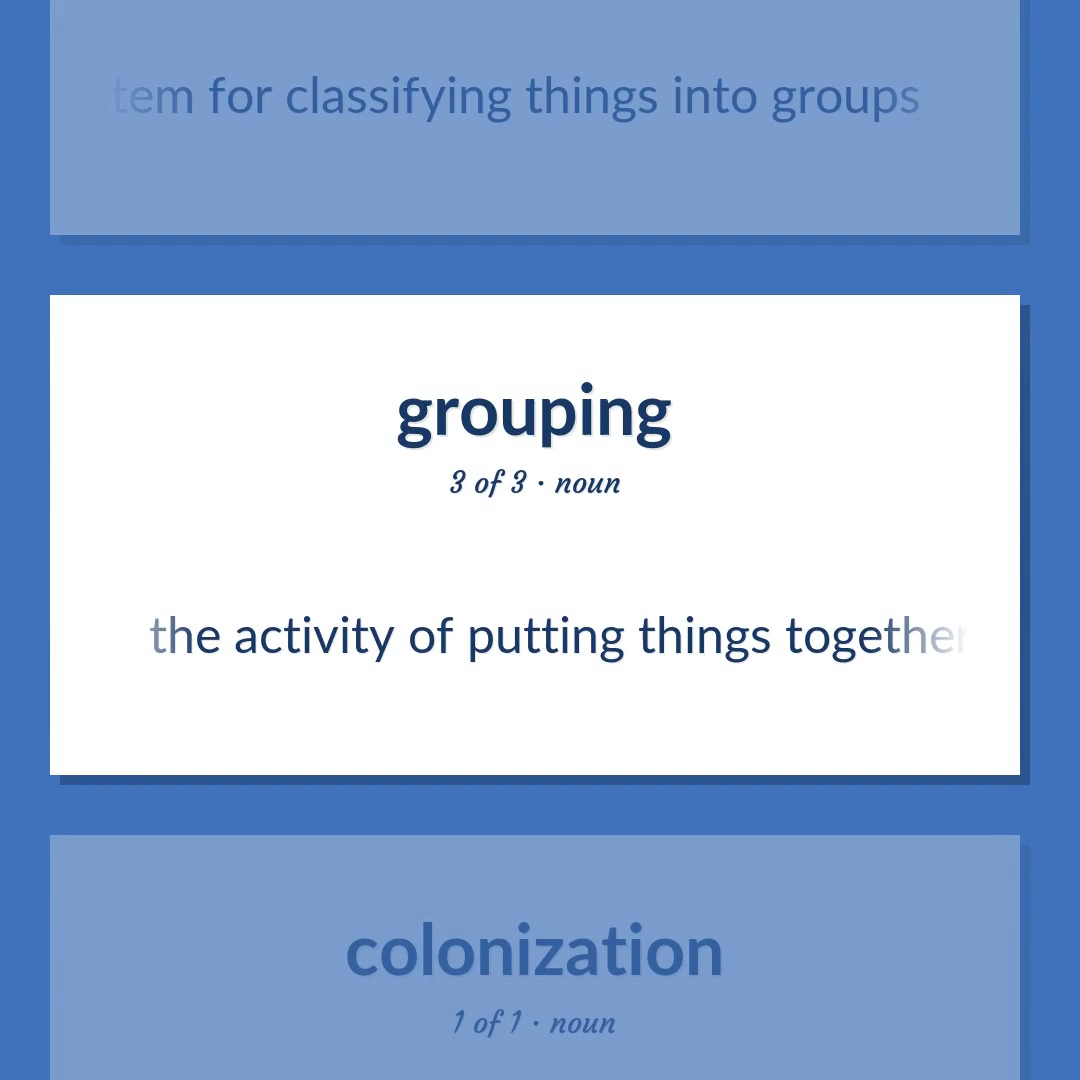 for classifying things into groups
grouping
3 of 3 · noun
the activity of putting things together
colonization
1 of 1 · noun